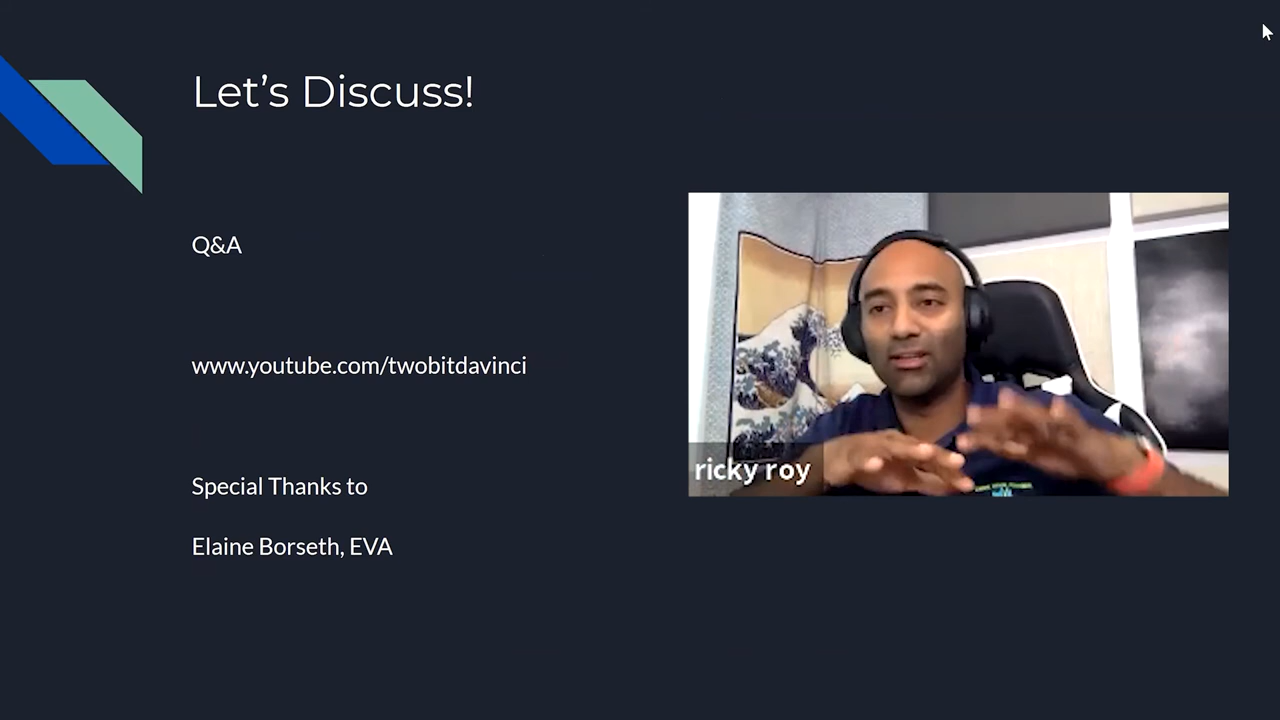 Let's Discuss!
Q&A
www.youtube.com/twobitdavinci
Special Thanks to
Elaine Borseth, EVA
ricky roy